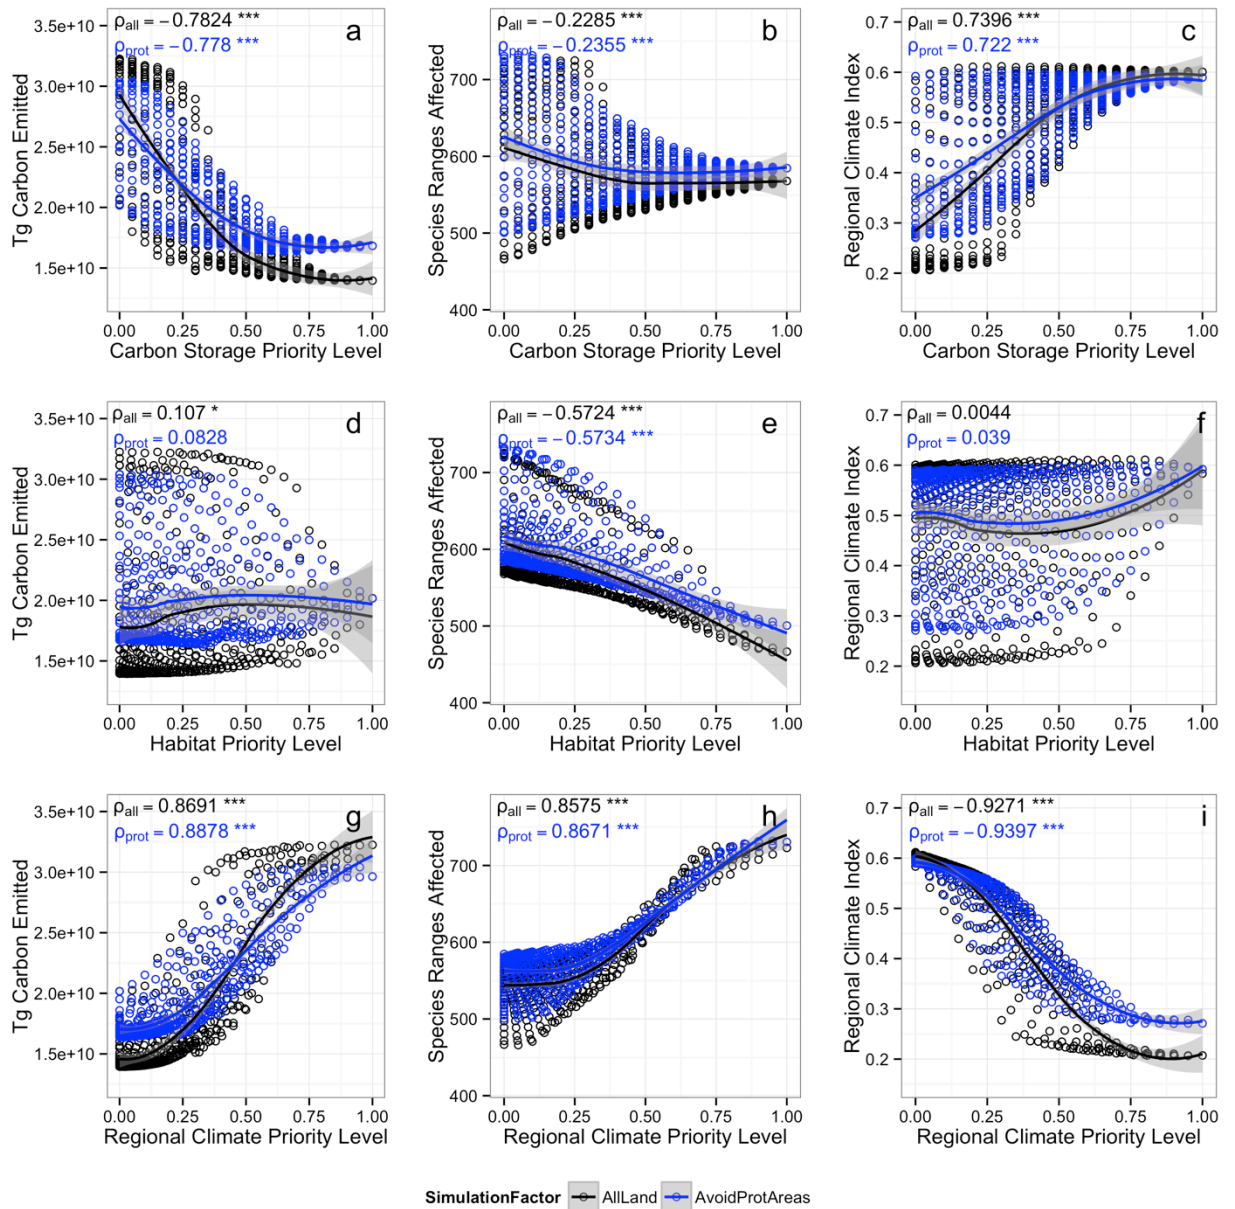 ρall = −0.7824 ***
ρprot = −0.778 ***
a
3.5e+10
3.0e+10
2.5e+10
2.0e+10
1.5e+10
Tg Carbon Emitted
0.00 0.25 0.50 0.75 1.00
Carbon Storage Priority Level
ρall = −0.2285 ***
ρprot = −0.2355 ***
b
700
600
500
400
Species Ranges Affected
0.00 0.25 0.50 0.75 1.00
Carbon Storage Priority Level
ρall = 0.7396 ***
ρprot = 0.722 ***
c
0.7
0.6
0.5
0.4
0.3
0.2
Regional Climate Index
0.00 0.25 0.50 0.75 1.00
Carbon Storage Priority Level
ρall = 0.107 *
ρprot = 0.0828
d
3.5e+10
3.0e+10
2.5e+10
2.0e+10
1.5e+10
Tg Carbon Emitted
0.00 0.25 0.50 0.75 1.00
Habitat Priority Level
ρall = −0.5724 ***
ρprot = −0.5734 ***
e
700
600
500
400
Species Ranges Affected
0.00 0.25 0.50 0.75 1.00
Habitat Priority Level
ρall = 0.0044
ρprot = 0.039
f
0.7
0.6
0.5
0.4
0.3
0.2
Regional Climate Index
0.00 0.25 0.50 0.75 1.00
Habitat Priority Level
ρall = 0.8691 ***
ρprot = 0.8878 ***
g
3.5e+10
3.0e+10
2.5e+10
2.0e+10
1.5e+10
Tg Carbon Emitted
0.00 0.25 0.50 0.75 1.00
Regional Climate Priority Level
ρall = 0.8575 ***
ρprot = 0.8671 ***
h
700
600
500
400
Species Ranges Affected
0.00 0.25 0.50 0.75 1.00
Regional Climate Priority Level
ρall = −0.9271 ***
ρprot = −0.9397 ***
i
0.7
0.6
0.5
0.4
0.3
0.2
Regional Climate Index
0.00 0.25 0.50 0.75 1.00
Regional Climate Priority Level
SimulationFactor AllLand AvoidProtAreas